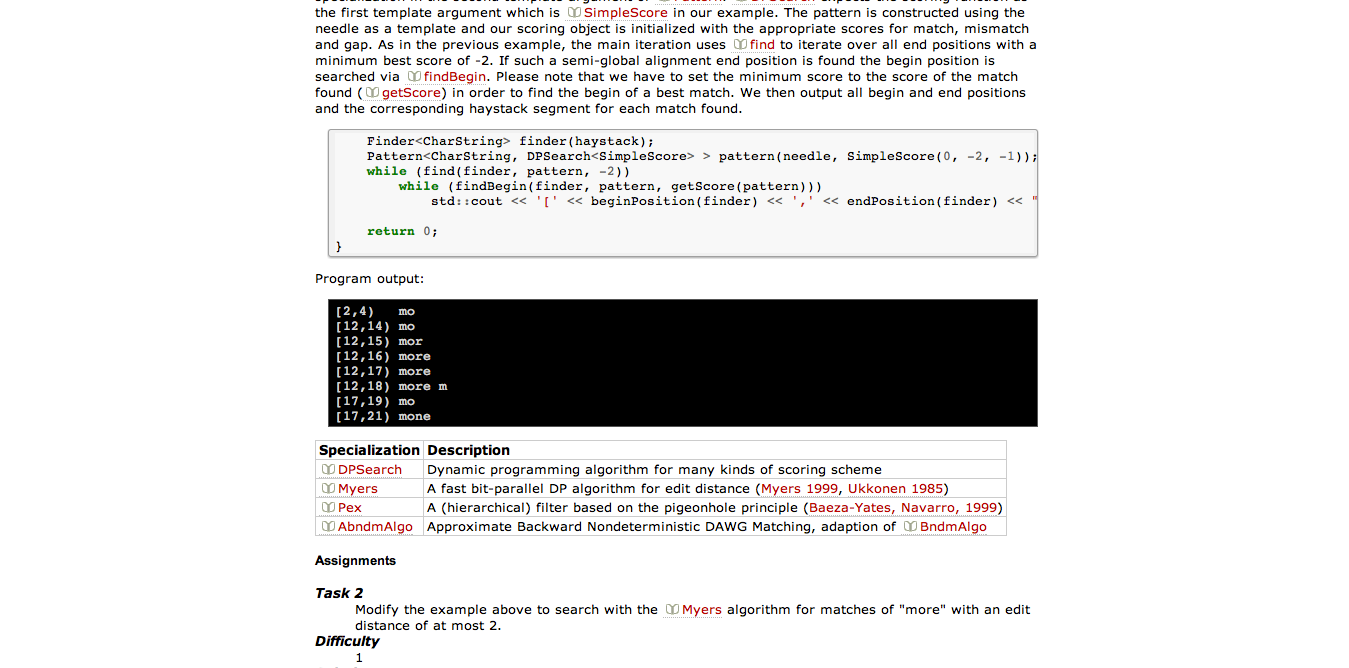 the first template argument which is SimpleScore in our example. The pattern is constructed using the
needle as a template and our scoring object is initialized with the appropriate scores for match, mismatch
and gap. As in the previous example, the main iteration uses find to iterate over all end positions with a
minimum best score of -2. If such a semi-global alignment end position is found the begin position is
searched via findBegin. Please note that we have to set the minimum score to the score of the match
found ( getScore) in order to find the begin of a best match. We then output all begin and end positions
and the corresponding haystack segment for each match found.
Finder<CharString> finder(haystack);
Pattern<CharString, DPSearch<SimpleScore> > pattern(needle, SimpleScore(0, -2, -1));
while (find(finder, pattern, -2))
while (findBegin(finder, pattern, getScore(pattern)))
std::cout << '[' << beginPosition(finder) << ',' << endPosition(finder) << "
return 0;
}
Program output:
[2,4) mo
[12,14) mo
[12,15) mor
[12,16) more
[12,17) more
[12,18) more m
[17,19) mo
[17,21) mone
Specialization Description
DPSearch Dynamic programming algorithm for many kinds of scoring scheme
Myers A fast bit-parallel DP algorithm for edit distance (Myers 1999, Ukkonen 1985)
Pex A (hierarchical) filter based on the pigeonhole principle (Baeza-Yates, Navarro, 1999)
AbndmAlgo Approximate Backward Nondeterministic DAWG Matching, adaption of BndmAlgo
Assignments
Task 2
Modify the example above to search with the Myers algorithm for matches of "more" with an edit
distance of at most 2.
Difficulty
1